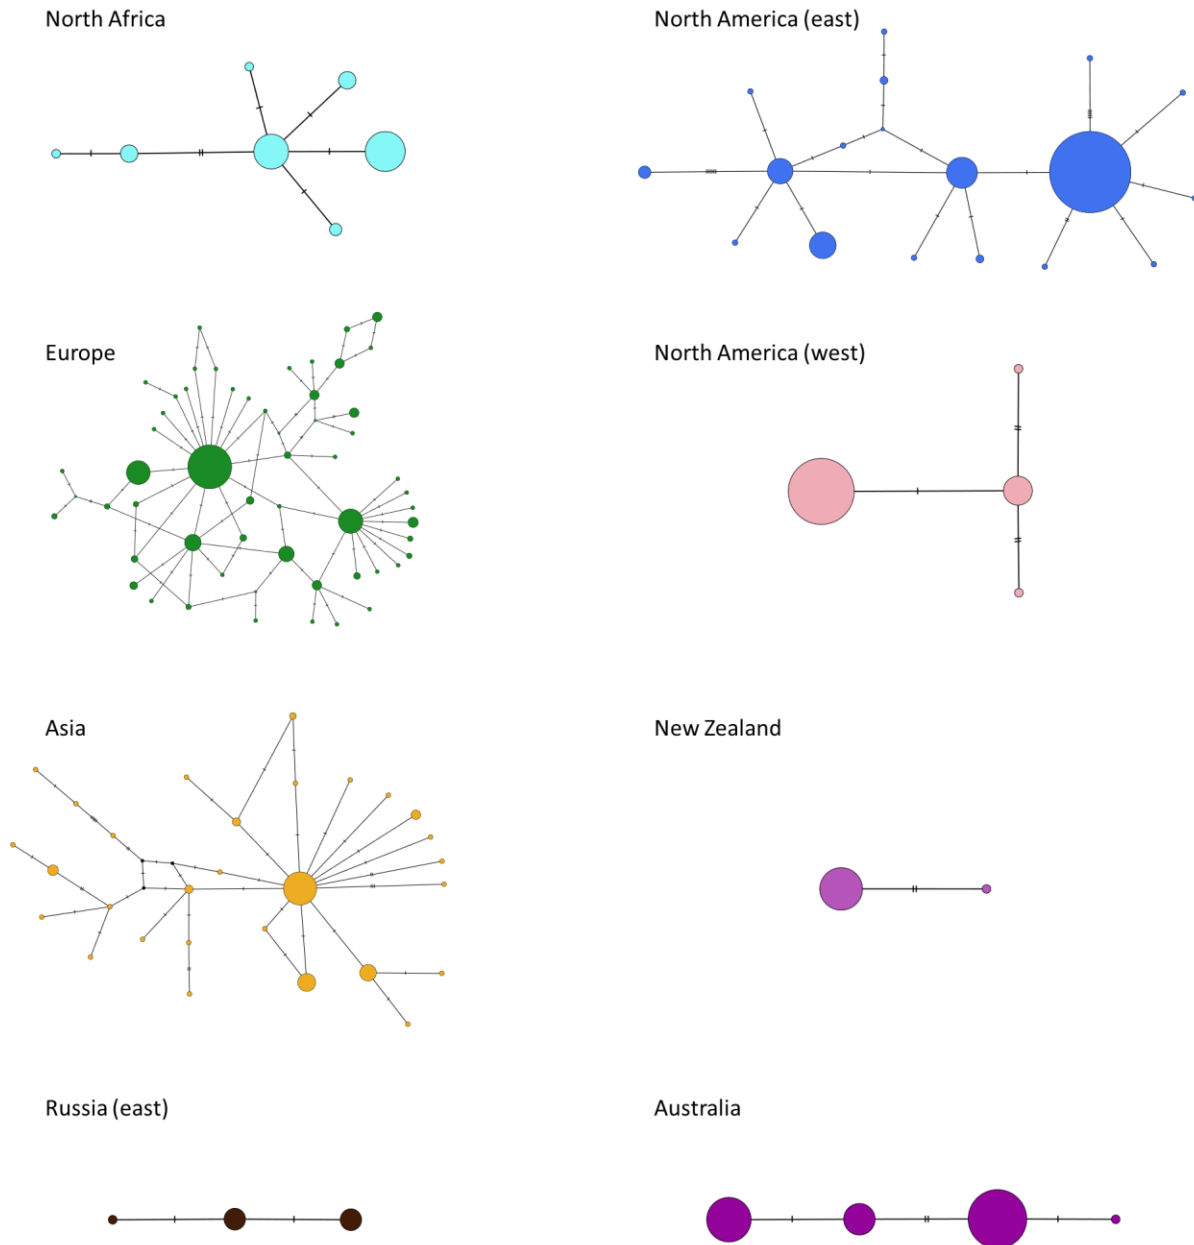 North Africa
North America (east)
Europe
North America (west)
Asia
New Zealand
Russia (east)
Australia